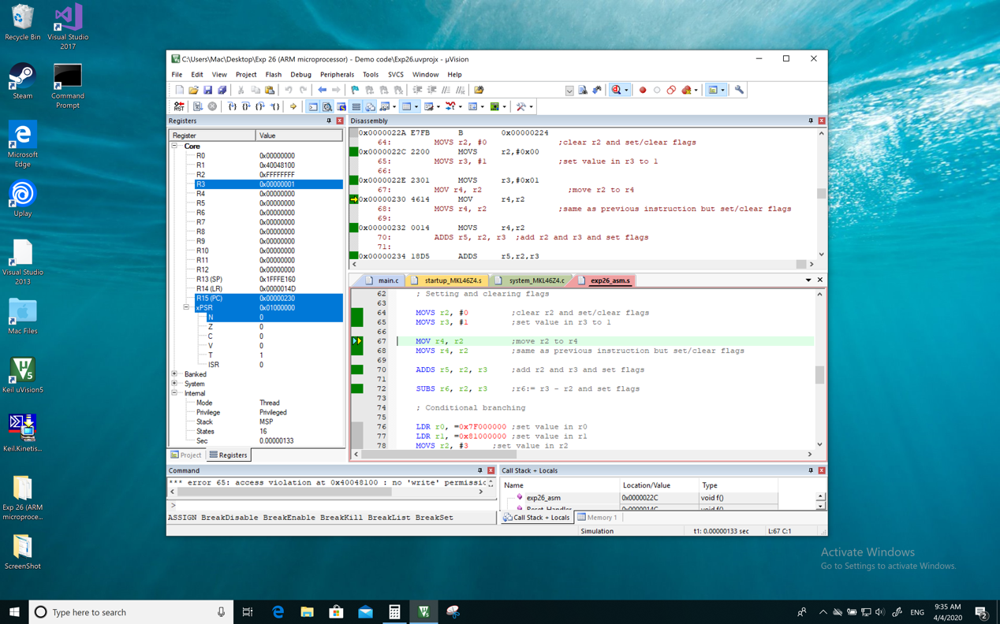 Recycle Bin
Visual Studio
2017
Steam
Command
Prompt
Microsoft
Edge
Uplay
Visual Studio
2013
Mac Files
Keil uVision5
Keil.Kinetis...
Exp 26 (ARM
microproce...
ScreenShot
C:\Users\Mac\Desktop\Exp 26 (ARM microprocessor) - Demo code\Exp26.uvprojx - µVision
File Edit View Project Flash Debug Peripherals Tools SVCS Window Help
Registers
Register Value
Core
R0 0x00000000
R1 0x40048100
R2 0xFFFFFFFF
R3 0x00000001
R4 0x00000000
R5 0x00000000
R6 0x00000000
R7 0x00000000
R8 0x00000000
R9 0x00000000
R10 0x00000000
R11 0x00000000
R12 0x00000000
R13 (SP) 0x1FFFE160
R14 (LR) 0x0000014D
R15 (PC) 0x00000230
xPSR 0x01000000
N 0
Z 0
C 0
V 0
T 1
ISR 0
Banked
System
Internal
Mode Thread
Privilege Privileged
Stack MSP
States 16
Sec 0.00000133
Project Registers
Disassembly
0x0000022A E7FB B 0x00000224
64: MOVS r2, #0 ;clear r2 and set/clear flags
0x0000022C 2200 MOVS r2,#0x00
65: MOVS r3, #1 ;set value in r3 to 1
66:
0x0000022E 2301 MOVS r3,#0x01
67: MOV r4, r2 ;move r2 to r4
0x00000230 4614 MOV r4,r2
68: MOVS r4, r2 ;same as previous instruction but set/clear flags
69:
0x00000232 0014 MOVS r4,r2
70: ADDS r5, r2, r3 ;add r2 and r3 and set flags
71:
0x00000234 18D5 ADDS r5,r2,r3
main.c startup_MKL46Z4.s system_MKL46Z4.c exp26_asm.s
62 ; Setting and clearing flags
63
64 MOVS r2, #0 ;clear r2 and set/clear flags
65 MOVS r3, #1 ;set value in r3 to 1
66
67 MOV r4, r2 ;move r2 to r4
68 MOVS r4, r2 ;same as previous instruction but set/clear flags
69
70 ADDS r5, r2, r3 ;add r2 and r3 and set flags
71
72 SUBS r6, r2, r3 ;r6:= r3 - r2 and set flags
73
74 ; Conditional branching
75
76 LDR r0, =0x7F000000 ;set value in r0
77 LDR r1, =0x81000000 ;set value in r1
78 MOVS r2, #3 ;set value in r2
Command
*** error 65: access violation at 0x40048100 : no 'write' permissic
>
ASSIGN BreakDisable BreakEnable BreakKill BreakList BreakSet
Call Stack + Locals
Name Location/Value Type
exp26_asm 0x0000022C void f()
Reset_Handler 0x0000014C void f()
Call Stack + Locals Memory 1
Simulation t1: 0.00000133 sec L:67 C:1
Activate Windows
Go to Settings to activate Windows.
Type here to search
ENG
9:35 AM
4/4/2020
2